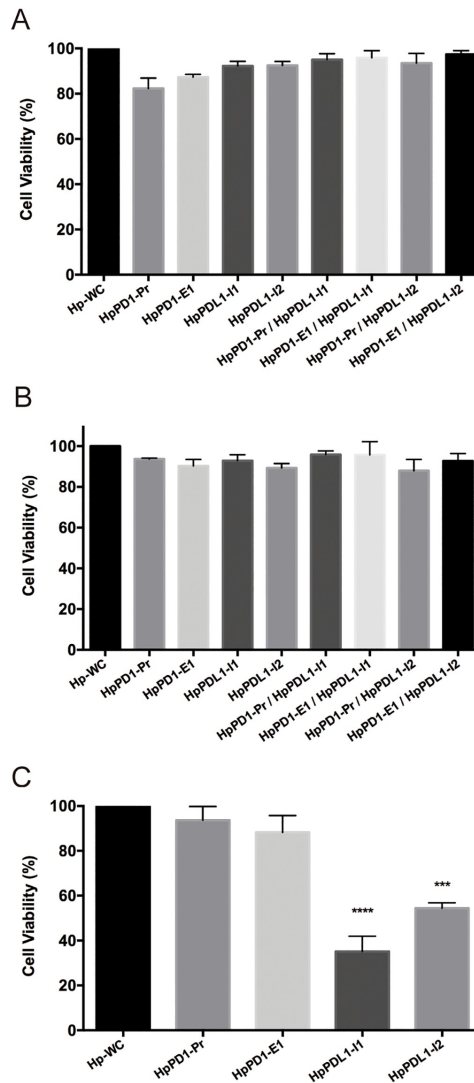 A
Cell Viability (%)
100
80
60
40
20
0
Hp-WC
HpPD1-Pr
HpPD1-E1
HpPDL1-I1
HpPDL1-I2
HpPD1-Pr / HpPDL1-I1
HpPD1-E1 / HpPDL1-I1
HpPD1-Pr / HpPDL1-I2
HpPD1-E1 / HpPDL1-I2
B
Cell Viability (%)
100
80
60
40
20
0
Hp-WC
HpPD1-Pr
HpPD1-E1
HpPDL1-I1
HpPDL1-I2
HpPD1-Pr / HpPDL1-I1
HpPD1-E1 / HpPDL1-I1
HpPD1-Pr / HpPDL1-I2
HpPD1-E1 / HpPDL1-I2
C
Cell Viability (%)
100
80
60
40
20
0
****
***
Hp-WC
HpPD1-Pr
HpPD1-E1
HpPDL1-I1
HpPDL1-I2